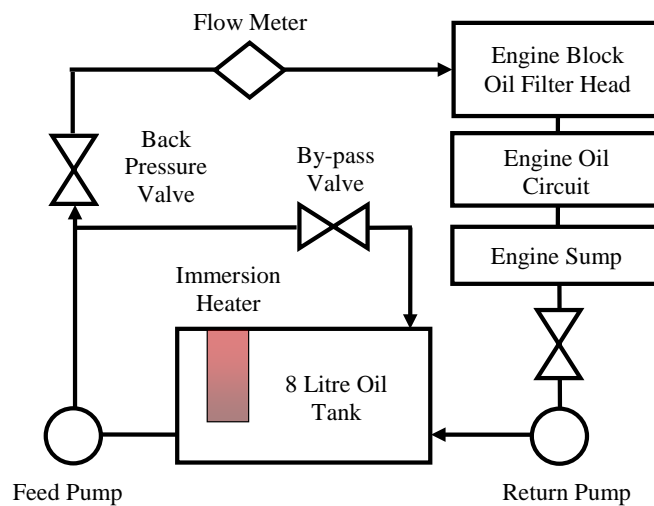 Flow Meter
Engine Block
Oil Filter Head
Back
Pressure
Valve
By-pass
Valve
Engine Oil
Circuit
Engine Sump
Immersion
Heater
8 Litre Oil
Tank
Feed Pump
Return Pump